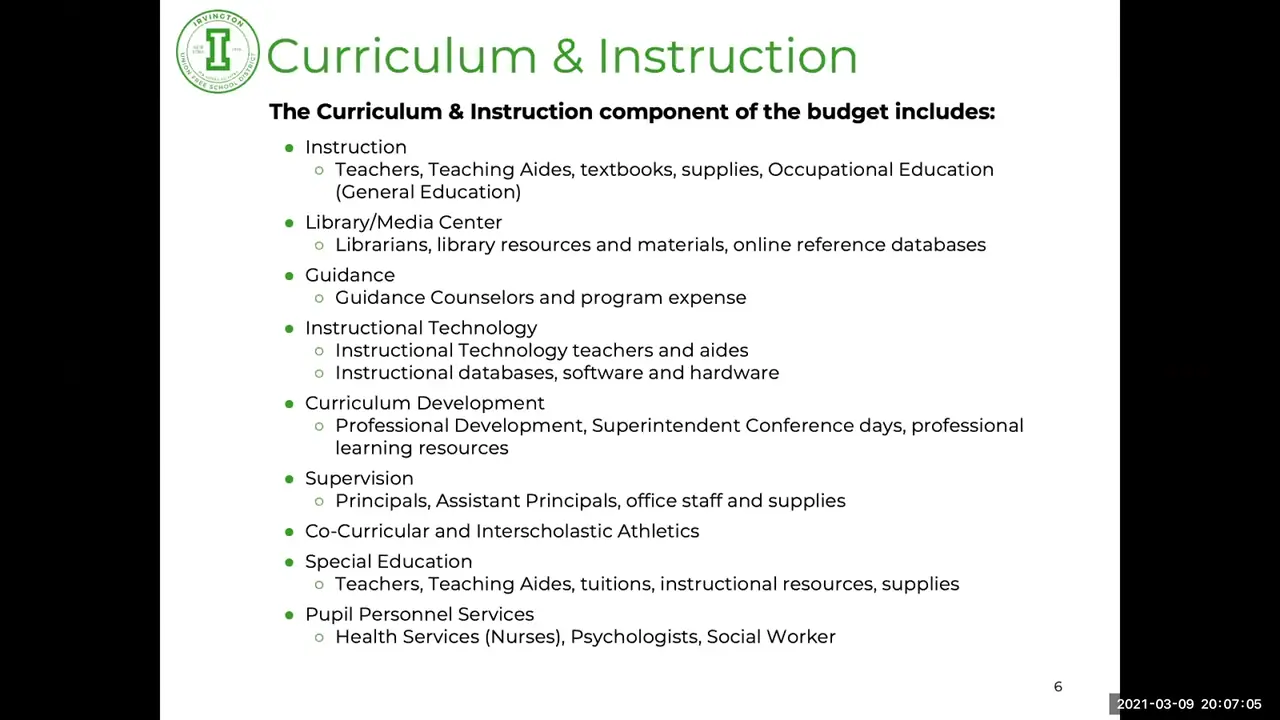 IRVINGTON
I
UNION FREE SCHOOL DISTRICT
Curriculum & Instruction
The Curriculum & Instruction component of the budget includes:
● Instruction
○ Teachers, Teaching Aides, textbooks, supplies, Occupational Education
(General Education)
● Library/Media Center
○ Librarians, library resources and materials, online reference databases
● Guidance
○ Guidance Counselors and program expense
● Instructional Technology
○ Instructional Technology teachers and aides
○ Instructional databases, software and hardware
● Curriculum Development
○ Professional Development, Superintendent Conference days, professional
learning resources
● Supervision
○ Principals, Assistant Principals, office staff and supplies
● Co-Curricular and Interscholastic Athletics
● Special Education
○ Teachers, Teaching Aides, tuitions, instructional resources, supplies
● Pupil Personnel Services
○ Health Services (Nurses), Psychologists, Social Worker
6
2021-03-09 20:07:05